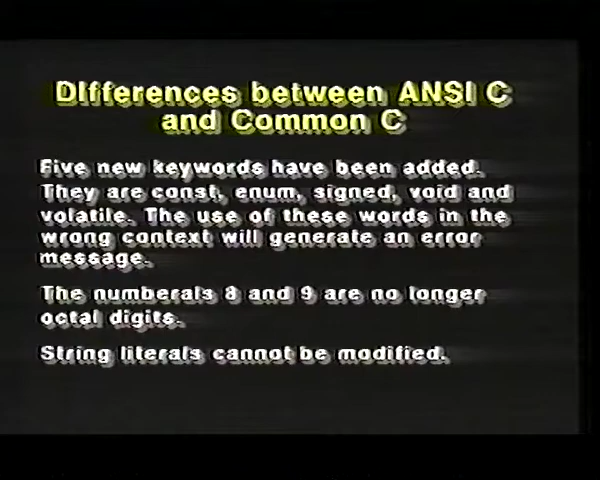 Differences between ANSI C
and Common C
Five new keywords have been added.
They are const, enum, signed, void and
volatile. The use of these words in the
wrong context will generate an error
message.
The numberals 8 and 9 are no longer
octal digits.
String literals cannot be modified.